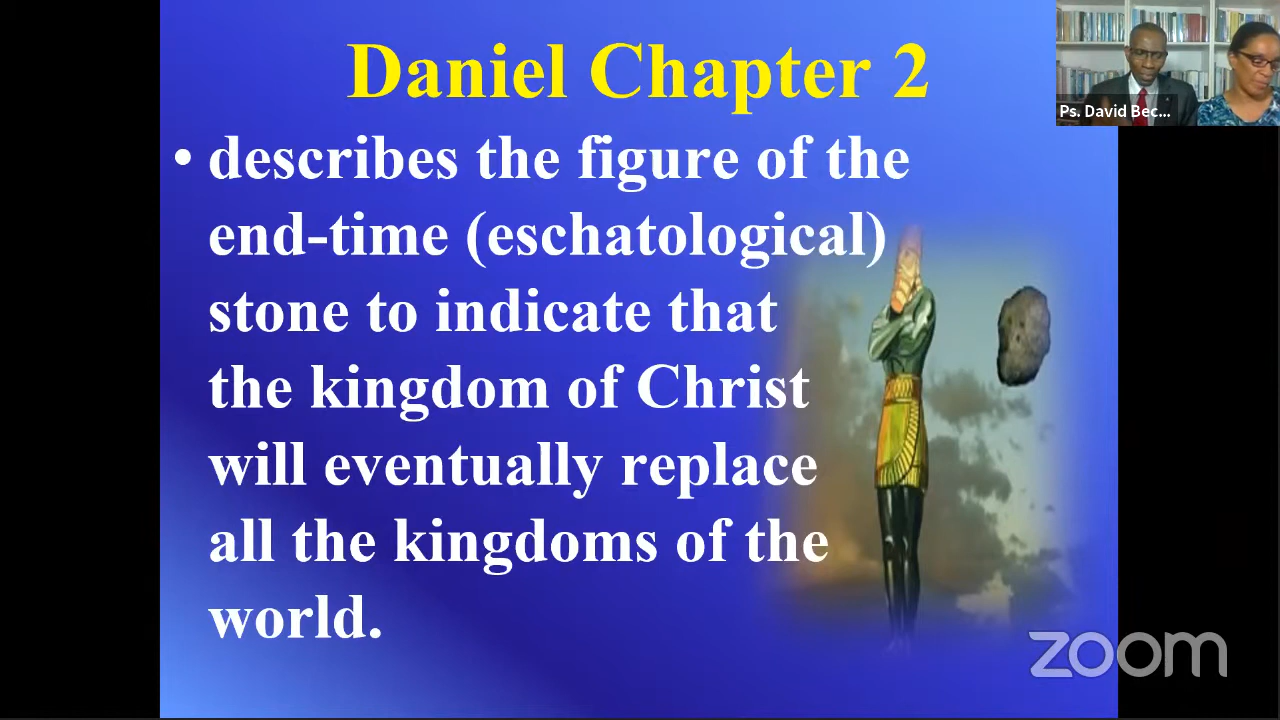 Daniel Chapter 2
• describes the figure of the
end-time (eschatological)
stone to indicate that
the kingdom of Christ
will eventually replace
all the kingdoms of the
world.
Ps. David Bec...
zoom